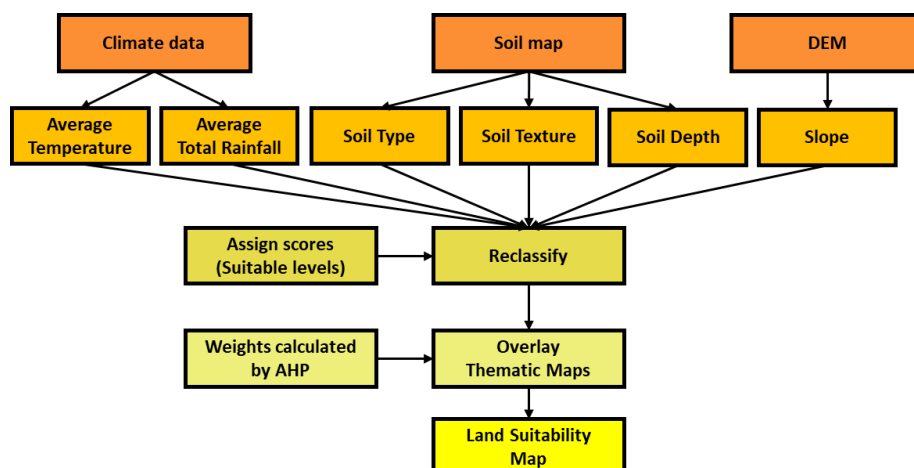 Climate data
Soil map
DEM
Average
Temperature
Average
Total Rainfall
Soil Type
Soil Texture
Soil Depth
Slope
Assign scores
(Suitable levels)
Reclassify
Weights calculated
by AHP
Overlay
Thematic Maps
Land Suitability
Map